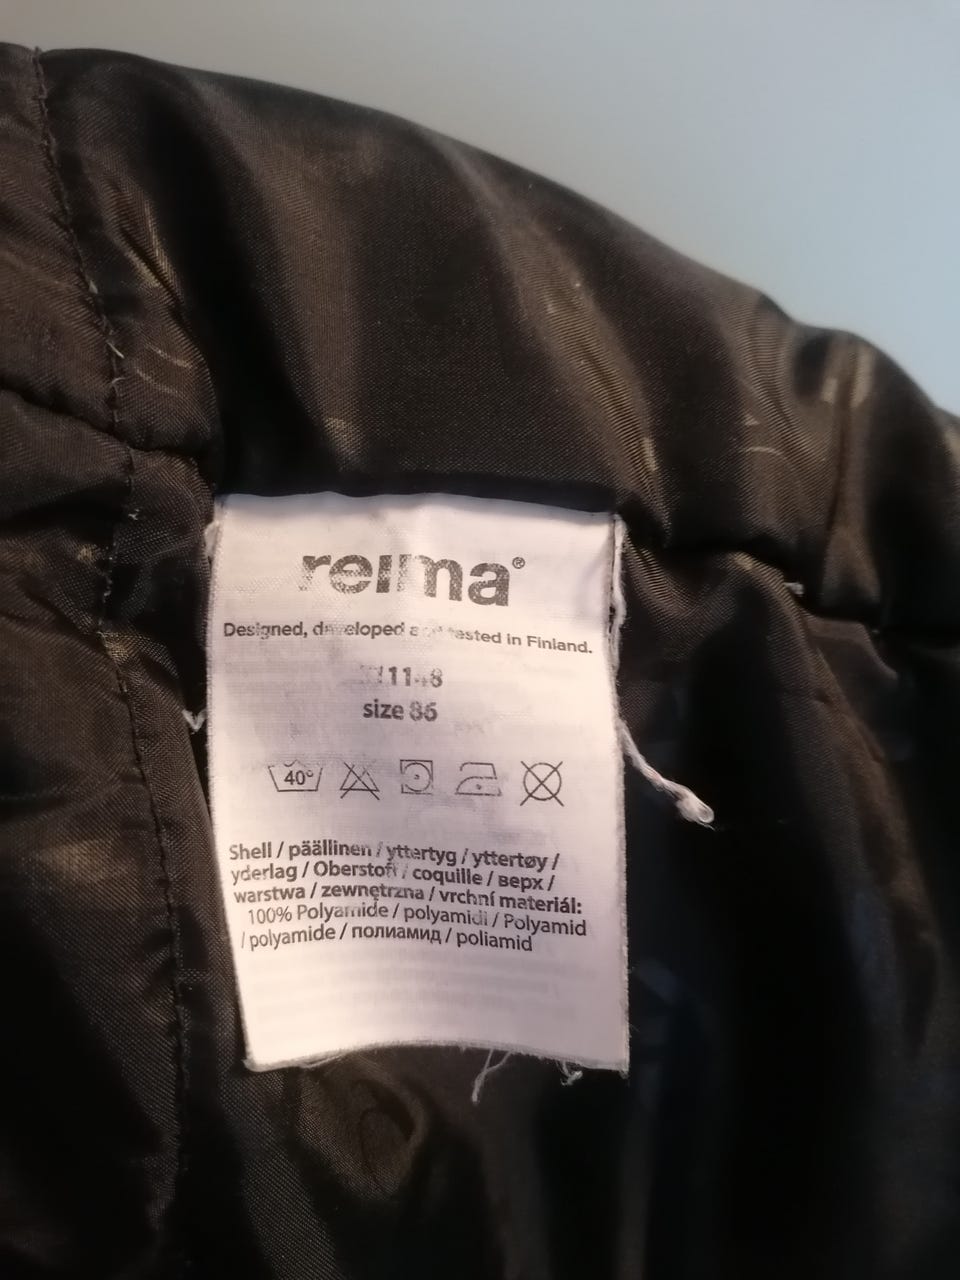 reima®
Designed, developed and tested in Finland.
size 86
40°
Shell / päällinen / yttertyg / yttertøy /
yderlag / Oberstoff / coquille / верх /
warstwa / zewnętrzna / vrchní materiál:
100% Polyamide / polyamidi / Polyamid
/ polyamide / полиамид / poliamid